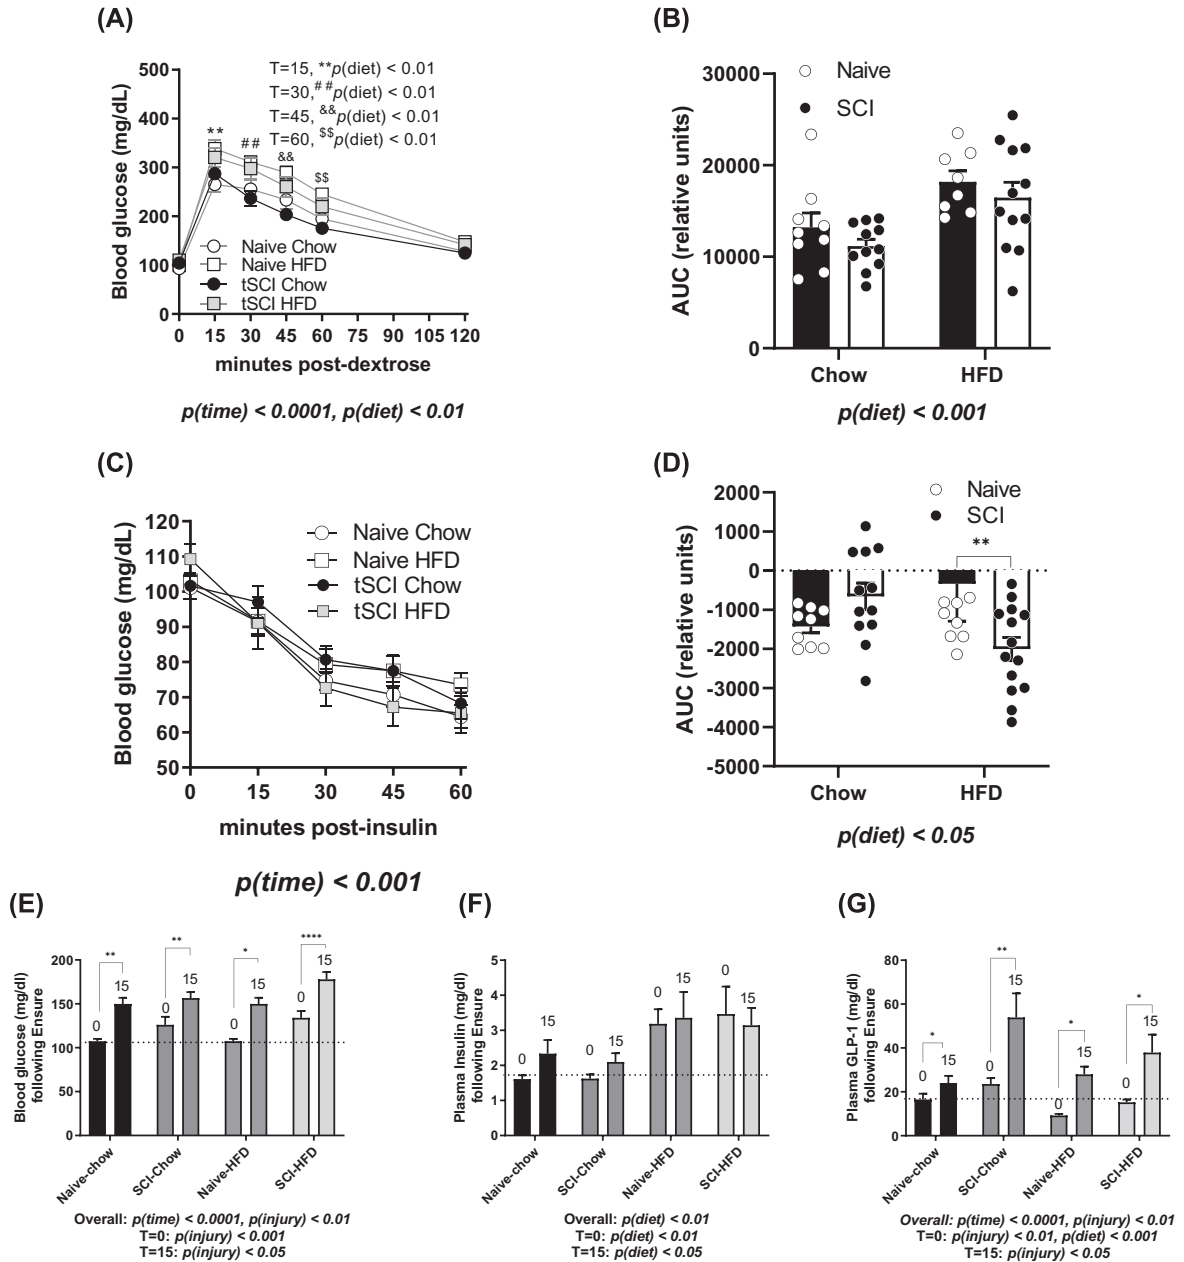 (A)
Blood glucose (mg/dL)
500
400
300
200
100
0
T=15, **p(diet) < 0.01
T=30,##p(diet) < 0.01
T=45, &&p(diet) < 0.01
T=60, $$p(diet) < 0.01
**
##
&&
$$
Naive Chow
Naive HFD
tSCI Chow
tSCI HFD
0 15 30 45 60 75 90 105 120
minutes post-dextrose
p(time) < 0.0001, p(diet) < 0.01
(B)
AUC (relative units)
30000
20000
10000
0
Naive
SCI
Chow HFD
p(diet) < 0.001
(C)
Blood glucose (mg/dL)
120
110
100
90
80
70
60
50
Naive Chow
Naive HFD
tSCI Chow
tSCI HFD
0 15 30 45 60
minutes post-insulin
p(time) < 0.001
(D)
AUC (relative units)
2000
1000
0
-1000
-2000
-3000
-4000
-5000
Naive
SCI
**
Chow HFD
p(diet) < 0.05
(E)
Blood glucose (mg/dl)
following Ensure
200
150
100
50
0
** ** * ****
0 15 0 15 0 15 0 15
Naive-chow SCI-Chow Naive-HFD SCI-HFD
Overall: p(time) < 0.0001, p(injury) < 0.01
T=0: p(injury) < 0.001
T=15: p(injury) < 0.05
(F)
Plasma Insulin (mg/dl)
following Ensure
5
4
3
2
1
0
0 15 0 15 0 15 0 15
Naive-chow SCI-Chow Naive-HFD SCI-HFD
Overall: p(diet) < 0.01
T=0: p(diet) < 0.01
T=15: p(diet) < 0.05
(G)
Plasma GLP-1 (mg/dl)
following Ensure
80
60
40
20
0
* ** * *
0 15 0 15 0 15 0 15
Naive-chow SCI-Chow Naive-HFD SCI-HFD
Overall: p(time) < 0.0001, p(injury) < 0.01
T=0: p(injury) < 0.01, p(diet) < 0.001
T=15: p(injury) < 0.05